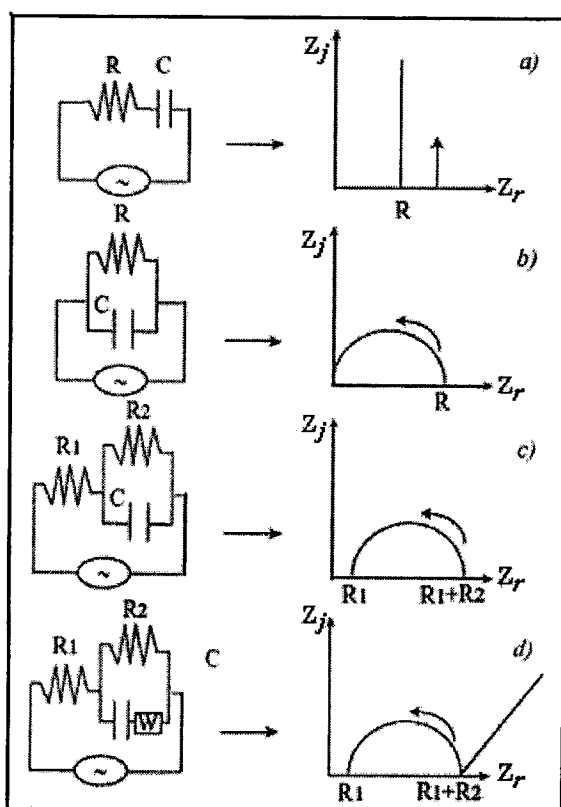 R C
Zj
a)
~
R
Zr
R
Zj
b)
C
~
R
Zr
R2
Zj
c)
R1
C
~
R1 R1+R2
Zr
R2
Zj
d)
R1
C
W
~
R1 R1+R2
Zr